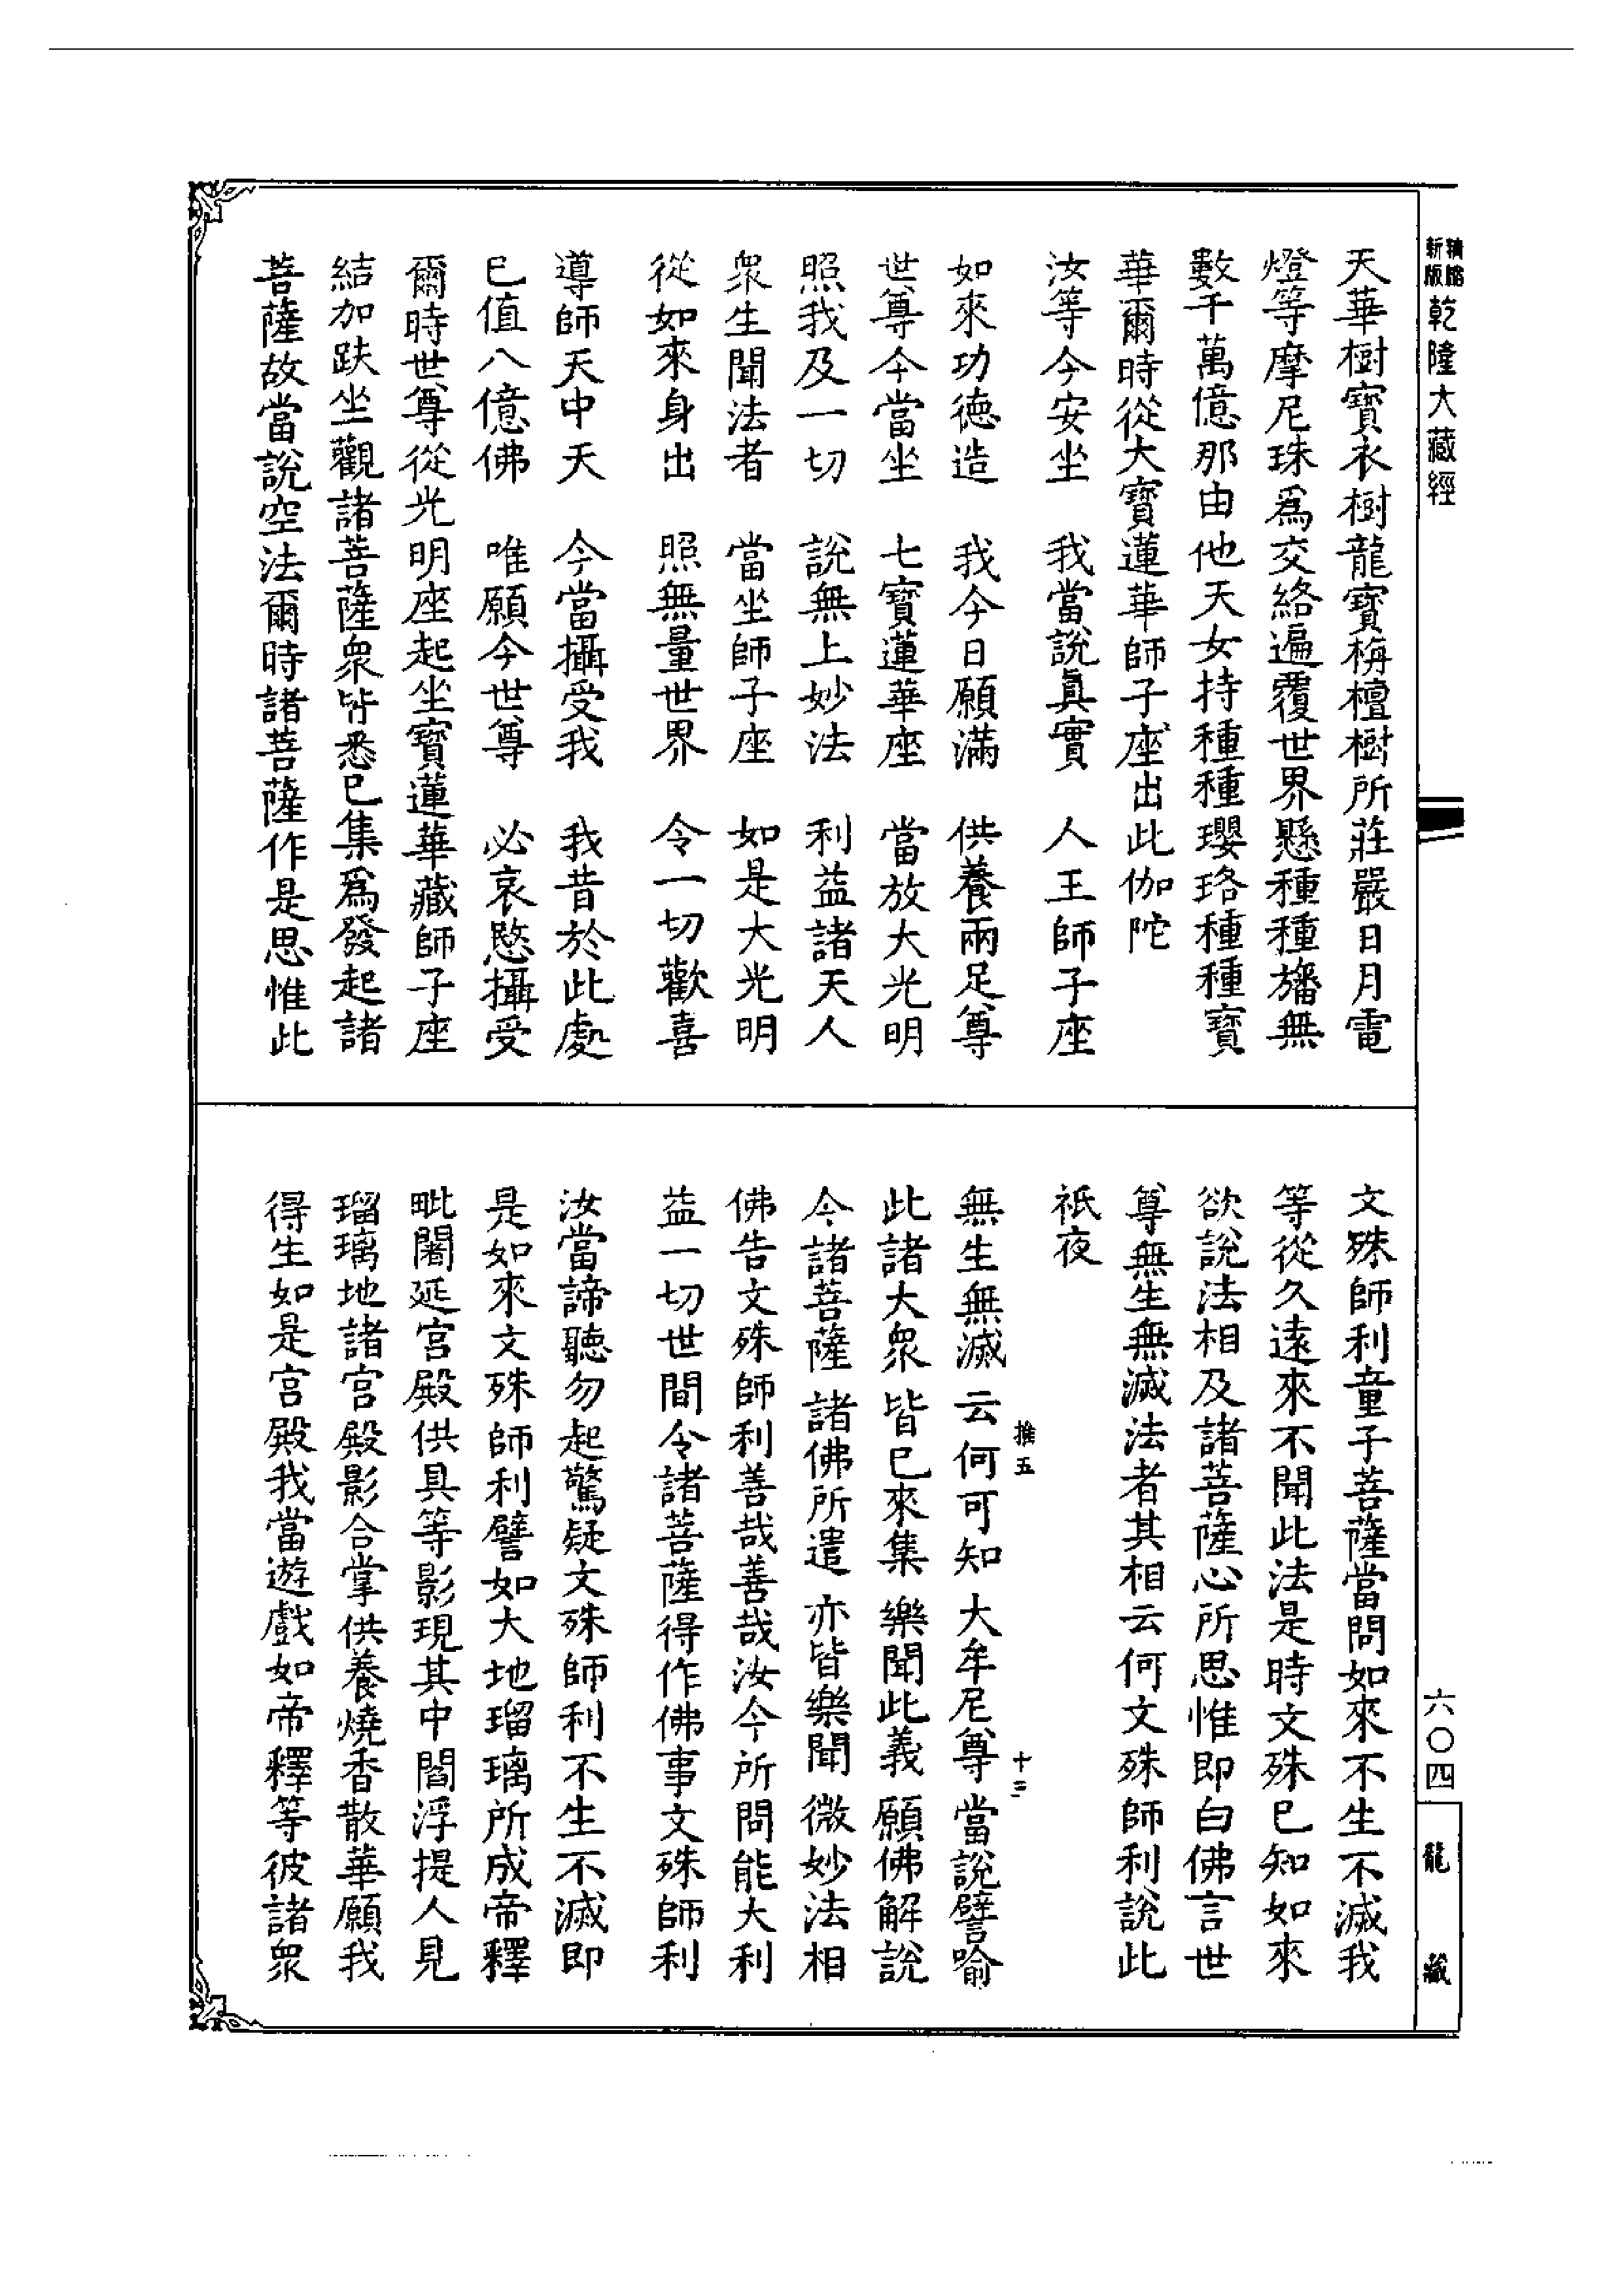 新版精縮乾隆大藏經
天華樹寶衣樹龍寶栴檀樹所莊嚴日月電
燈等摩尼珠爲交絡遍覆世界懸種種旛無
數千萬億那由他天女持種種瓔珞種種寶
華爾時從大寶蓮華師子座出此伽陀
汝等今安坐　我當說眞實　人王師子座
如來功德造　我今日願滿　供養兩足尊
世尊今當坐　七寶蓮華座　當放大光明
照我及一切　說無上妙法　利益諸天人
衆生聞法者　當坐師子座　如是大光明
從如來身出　照無量世界　令一切歡喜
導師天中天　今當攝受我　我昔於此處
已值八億佛　唯願今世尊　必哀愍攝受
爾時世尊從光明座起坐寶蓮華藏師子座
結加趺坐觀諸菩薩衆皆悉已集爲發起諸
菩薩故當說空法爾時諸菩薩作是思惟此
文殊師利童子菩薩當問如來不生不滅我
等從久遠來不聞此法是時文殊已知如來
欲說法相及諸菩薩心所思惟即白佛言世
尊無生無滅法者其相云何文殊師利說此
祇夜
推五　十三
無生無滅　云何可知　大牟尼尊　當說譬喻
此諸大衆　皆已來集　樂聞此義　願佛解說
今諸菩薩　諸佛所遣　亦皆樂聞　微妙法相
佛告文殊師利善哉善哉汝今所問能大利
益一切世間令諸菩薩得作佛事文殊師利
汝當諦聽勿起驚疑文殊師利不生不滅即
是如來文殊師利譬如大地瑠璃所成帝釋
毗闍延宮殿供具等影現其中閻浮提人見
瑠璃地諸宮殿影合掌供養燒香散華願我
得生如是宮殿我當遊戲如帝釋等彼諸衆
六〇四
龍藏